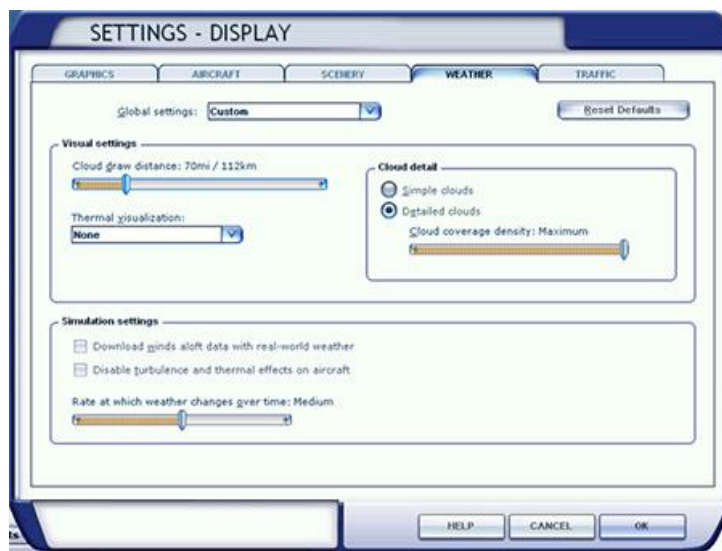 SETTINGS - DISPLAY
GRAPHICS AIRCRAFT SCENERY WEATHER TRAFFIC
Global settings: Custom Reset Defaults
Visual settings
Cloud draw distance: 70mi / 112km
Thermal visualization:
None
Cloud detail
Simple clouds
Detailed clouds
Cloud coverage density: Maximum
Simulation settings
Download winds aloft data with real-world weather
Disable turbulence and thermal effects on aircraft
Rate at which weather changes over time: Medium
ts
HELP CANCEL OK